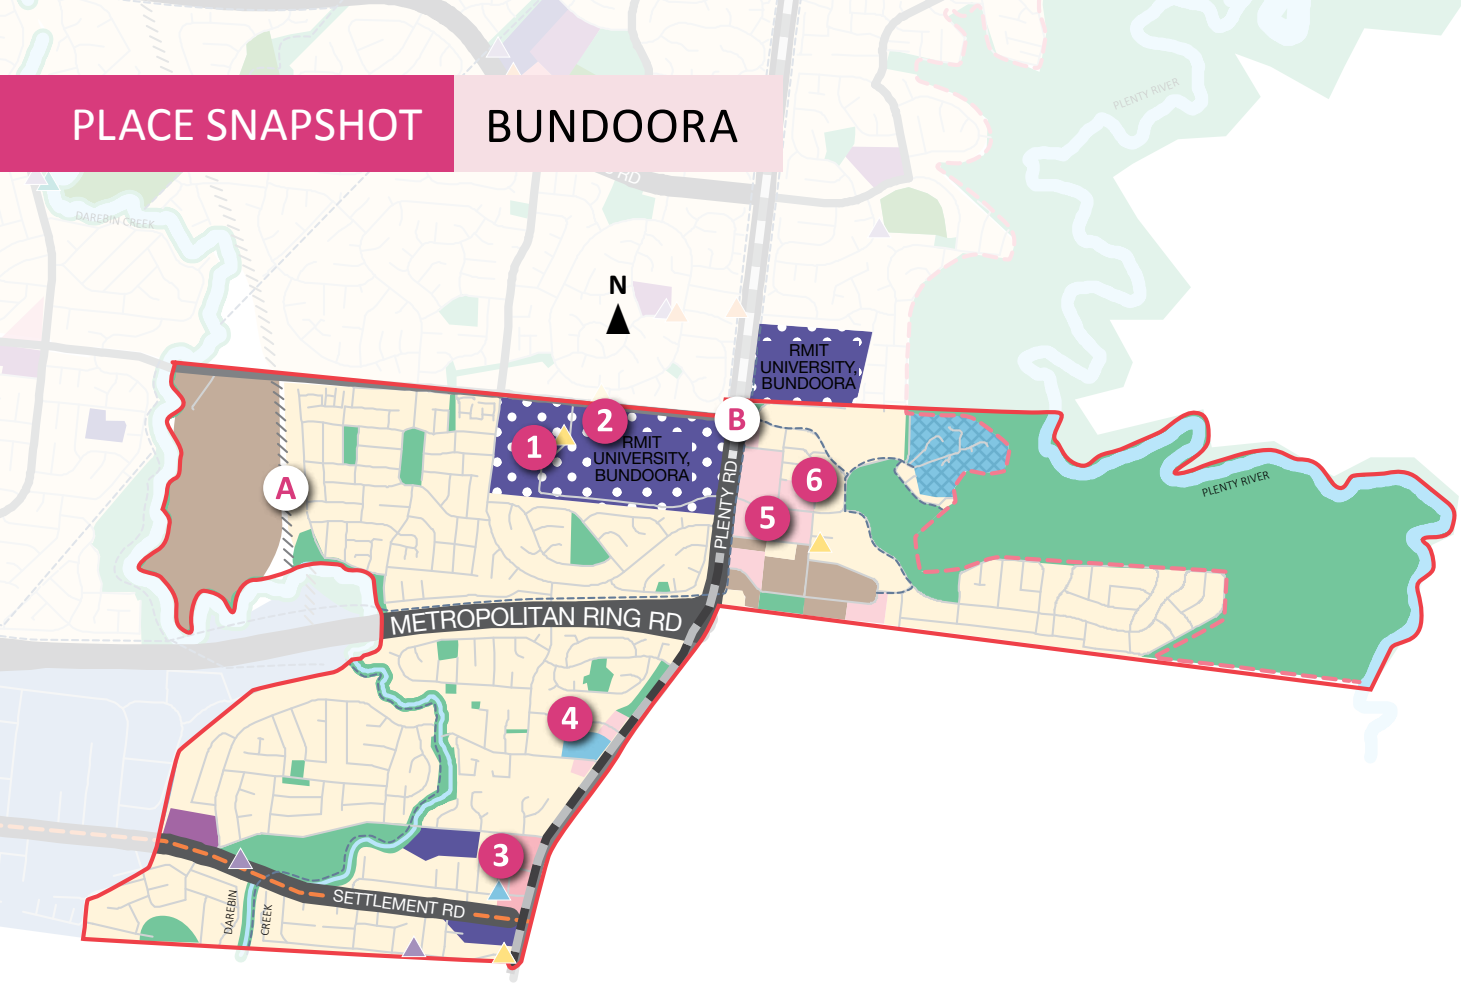 PLENTY RIVER
PLACE SNAPSHOT
BUNDOORA
RD
DAREBIN CREEK
N
RMIT
UNIVERSITY,
BUNDOORA
B
2
1
RMIT
UNIVERSITY,
BUNDOORA
PLENTY RD
6
A
5
PLENTY RIVER
METROPOLITAN RING RD
4
3
SETTLEMENT RD
DAREBIN
CREEK